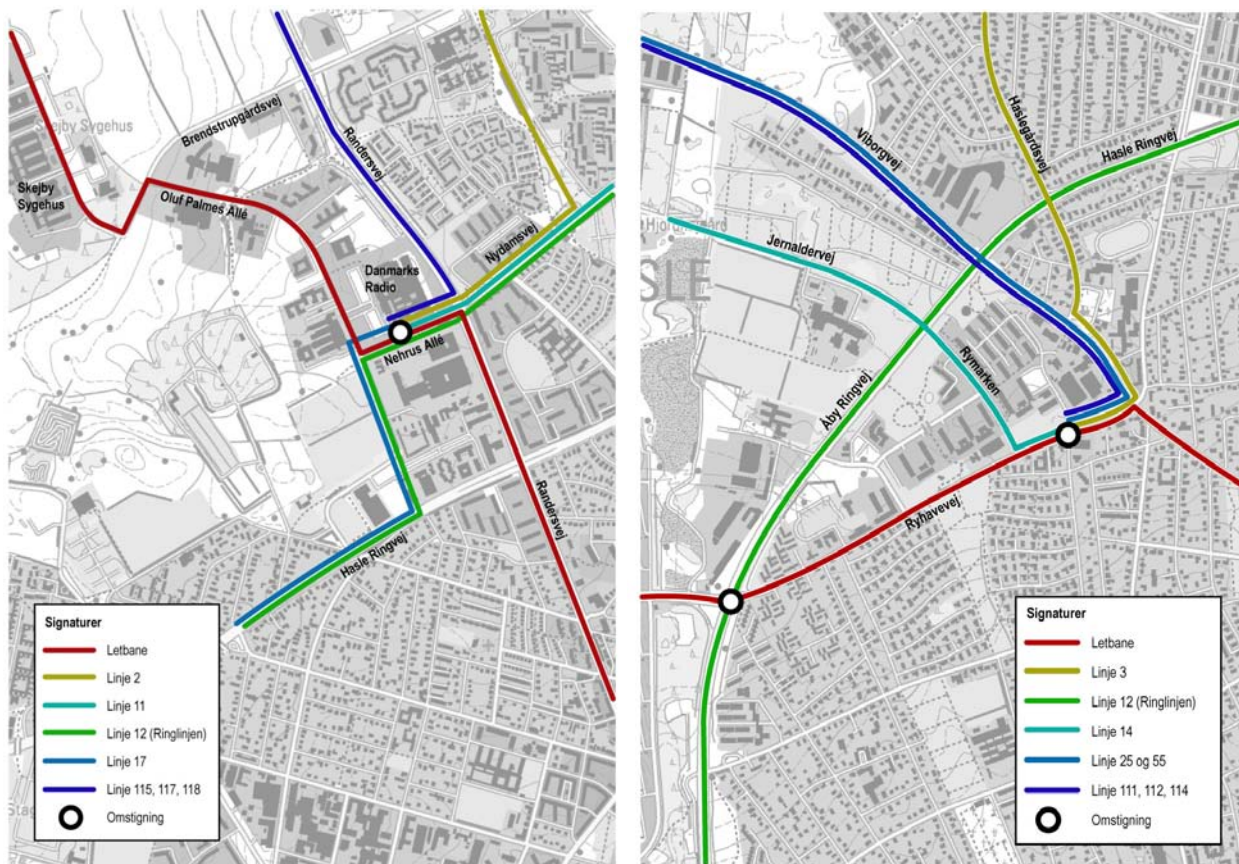 Skejby Sygehus
Brendstrupgårdsvej
Randersvej
Skejby
Sygehus
Oluf Palmes Allé
Nydamsvej
Danmarks
Radio
Nehrus Allé
Randersvej
Hasle Ringvej
Signaturer
Letbane
Linje 2
Linje 11
Linje 12 (Ringlinjen)
Linje 17
Linje 115, 117, 118
Omstigning
Viborgvej
Haslegårdsvej
Hasle Ringvej
Jernaldervej
Rymarken
Åby Ringvej
Ryhavevej
Signaturer
Letbane
Linje 3
Linje 12 (Ringlinjen)
Linje 14
Linje 25 og 55
Linje 111, 112, 114
Omstigning